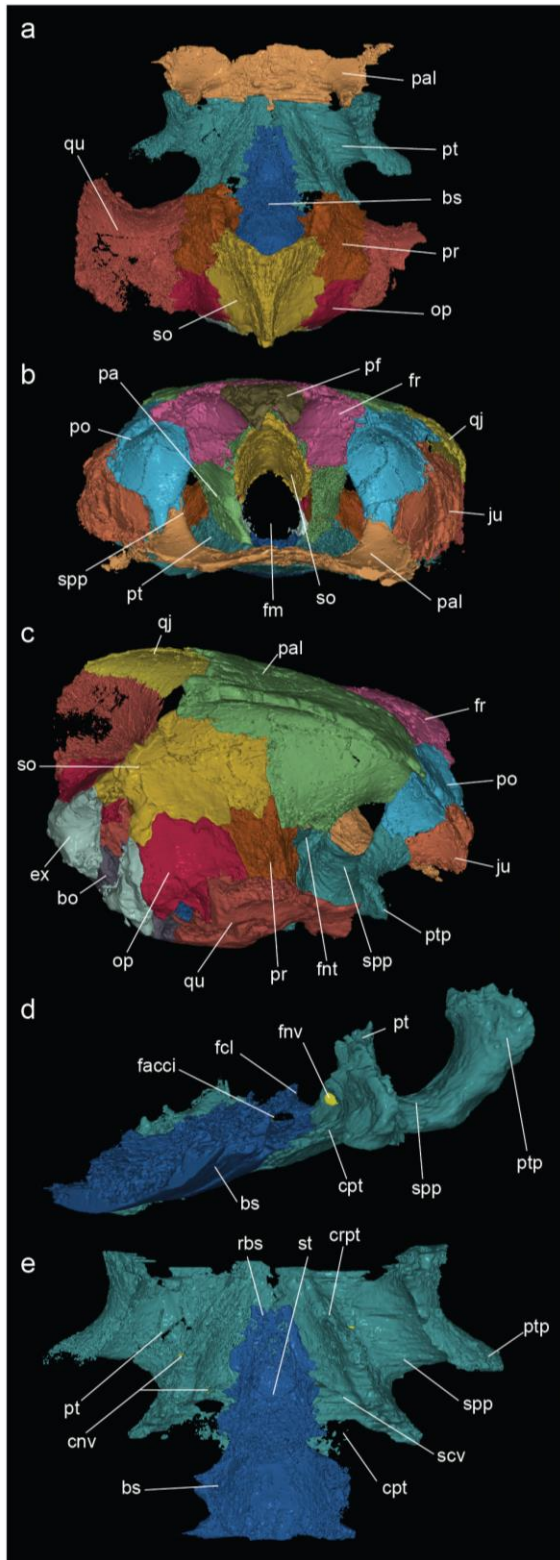 a
pal
qu
pt
bs
pr
op
so
b
pf
pa
fr
po
qj
ju
spp
pt
fm
so
pal
c
qj
pal
fr
so
po
ex
ju
bo
ptp
op
spp
qu
pr
fnt
d
pt
fcl
fnv
facci
bs
cpt
spp
ptp
e
rbs
st
crpt
ptp
pt
spp
cnv
scv
bs
cpt